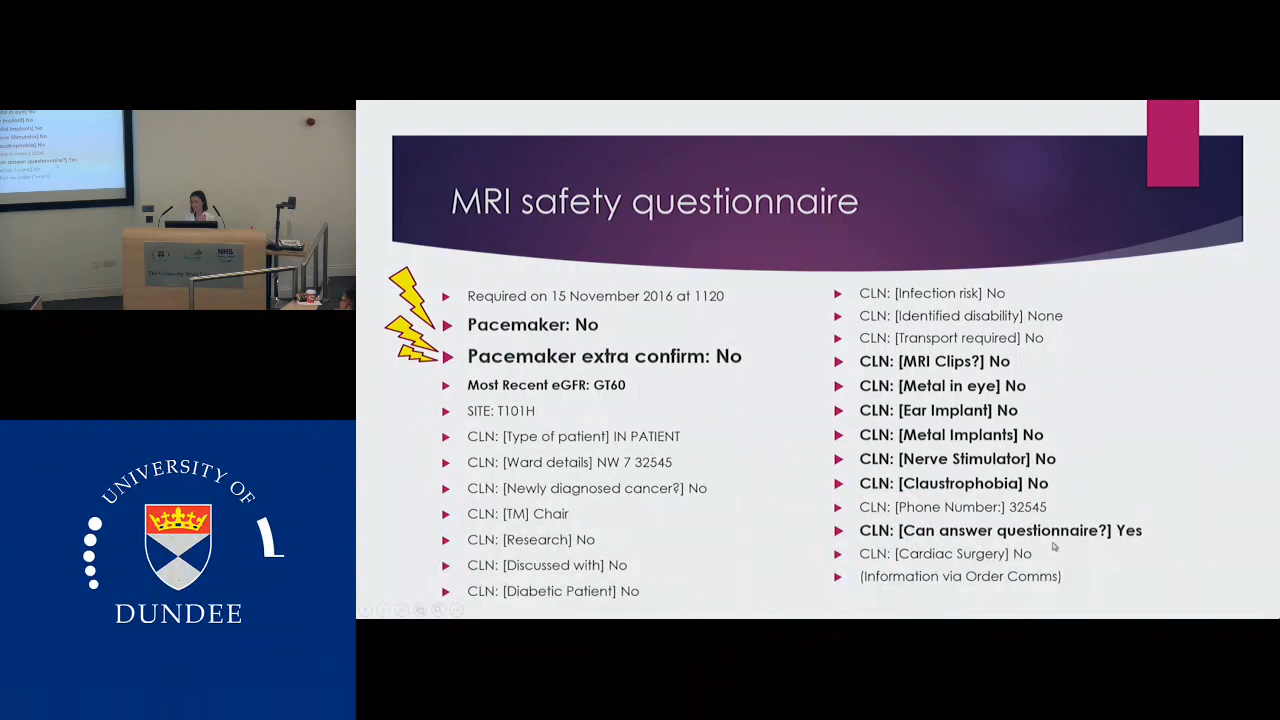 MRI safety questionnaire
Required on 15 November 2016 at 1120
Pacemaker: No
Pacemaker extra confirm: No
Most Recent eGFR: GT60
SITE: T101H
CLN: [Type of patient] IN PATIENT
CLN: [Ward details] NW 7 32545
CLN: [Newly diagnosed cancer?] No
CLN: [TM] Chair
CLN: [Research] No
CLN: [Discussed with] No
CLN: [Diabetic Patient] No
CLN: [Infection risk] No
CLN: [Identified disability] None
CLN: [Transport required] No
CLN: [MRI Clips?] No
CLN: [Metal in eye] No
CLN: [Ear Implant] No
CLN: [Metal Implants] No
CLN: [Nerve Stimulator] No
CLN: [Claustrophobia] No
CLN: [Phone Number:] 32545
CLN: [Can answer questionnaire?] Yes
CLN: [Cardiac Surgery] No
(Information via Order Comms)
NHS
UNIVERSITY OF
DUNDEE